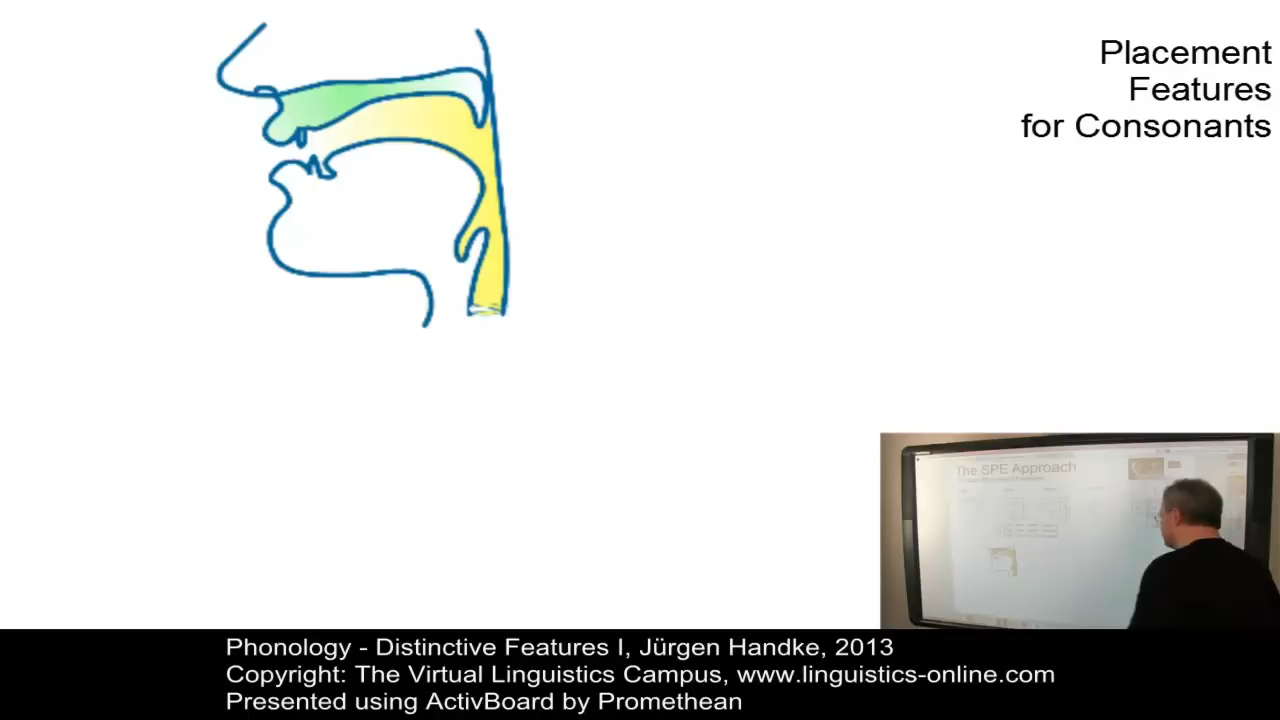 Placement
Features
for Consonants
The SPE Approach
Phonology - Distinctive Features I, Jürgen Handke, 2013
Copyright: The Virtual Linguistics Campus, www.linguistics-online.com
Presented using ActivBoard by Promethean